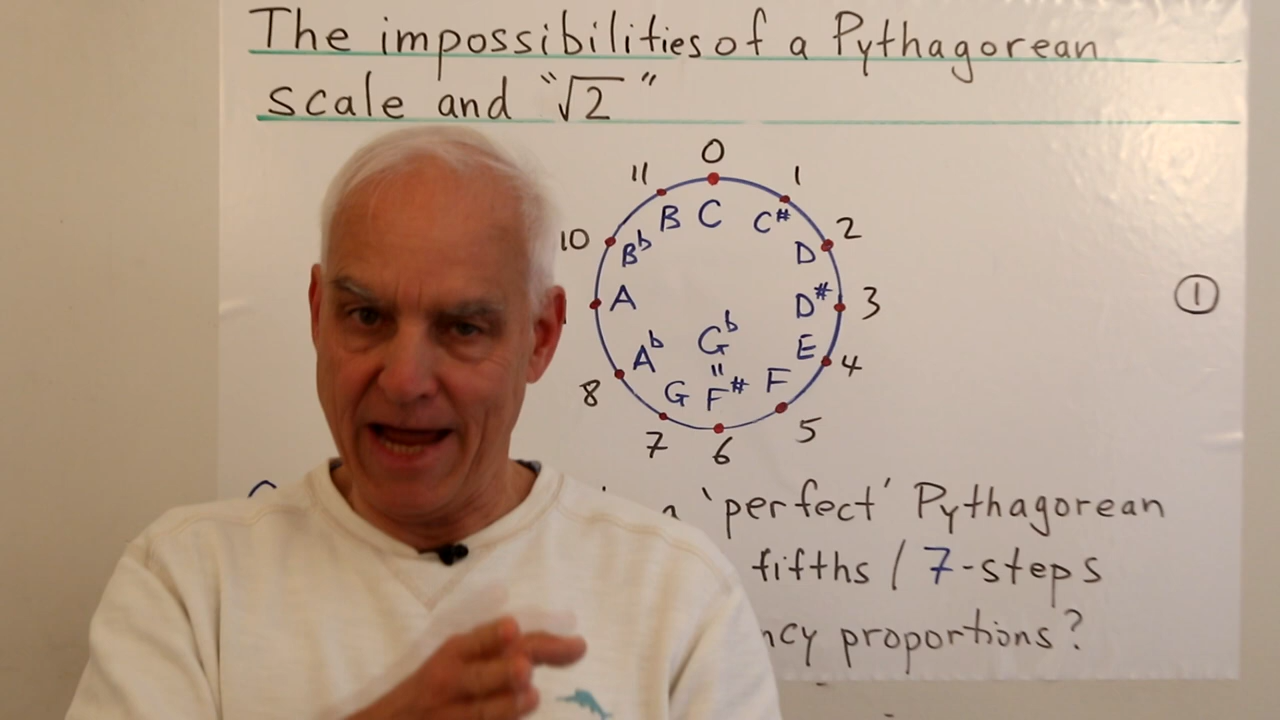 The impossibilities of a Pythagorean
scale and "√2"
0
11 1
B C C#
10 2
Bb D
A D# 3
Gb
Ab E 4
"
G F# F
8 5
7 6
①
'perfect' Pythagorean
fifths / 7-steps
proportions?